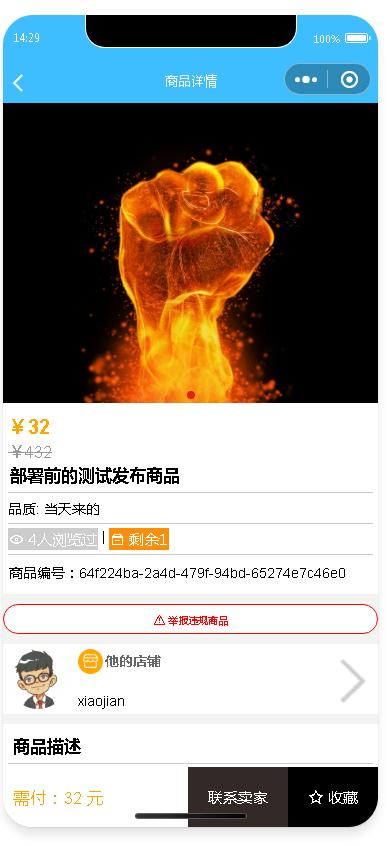 14:29
100%
商品详情
￥32
￥432
部署前的测试发布商品
品质: 当天来的
4人浏览过 | 剩余1
商品编号：64f224ba-2a4d-479f-94bd-65274e7c46e0
举报违规商品
他的店铺
xiaojian
商品描述
需付：32 元
联系卖家
收藏